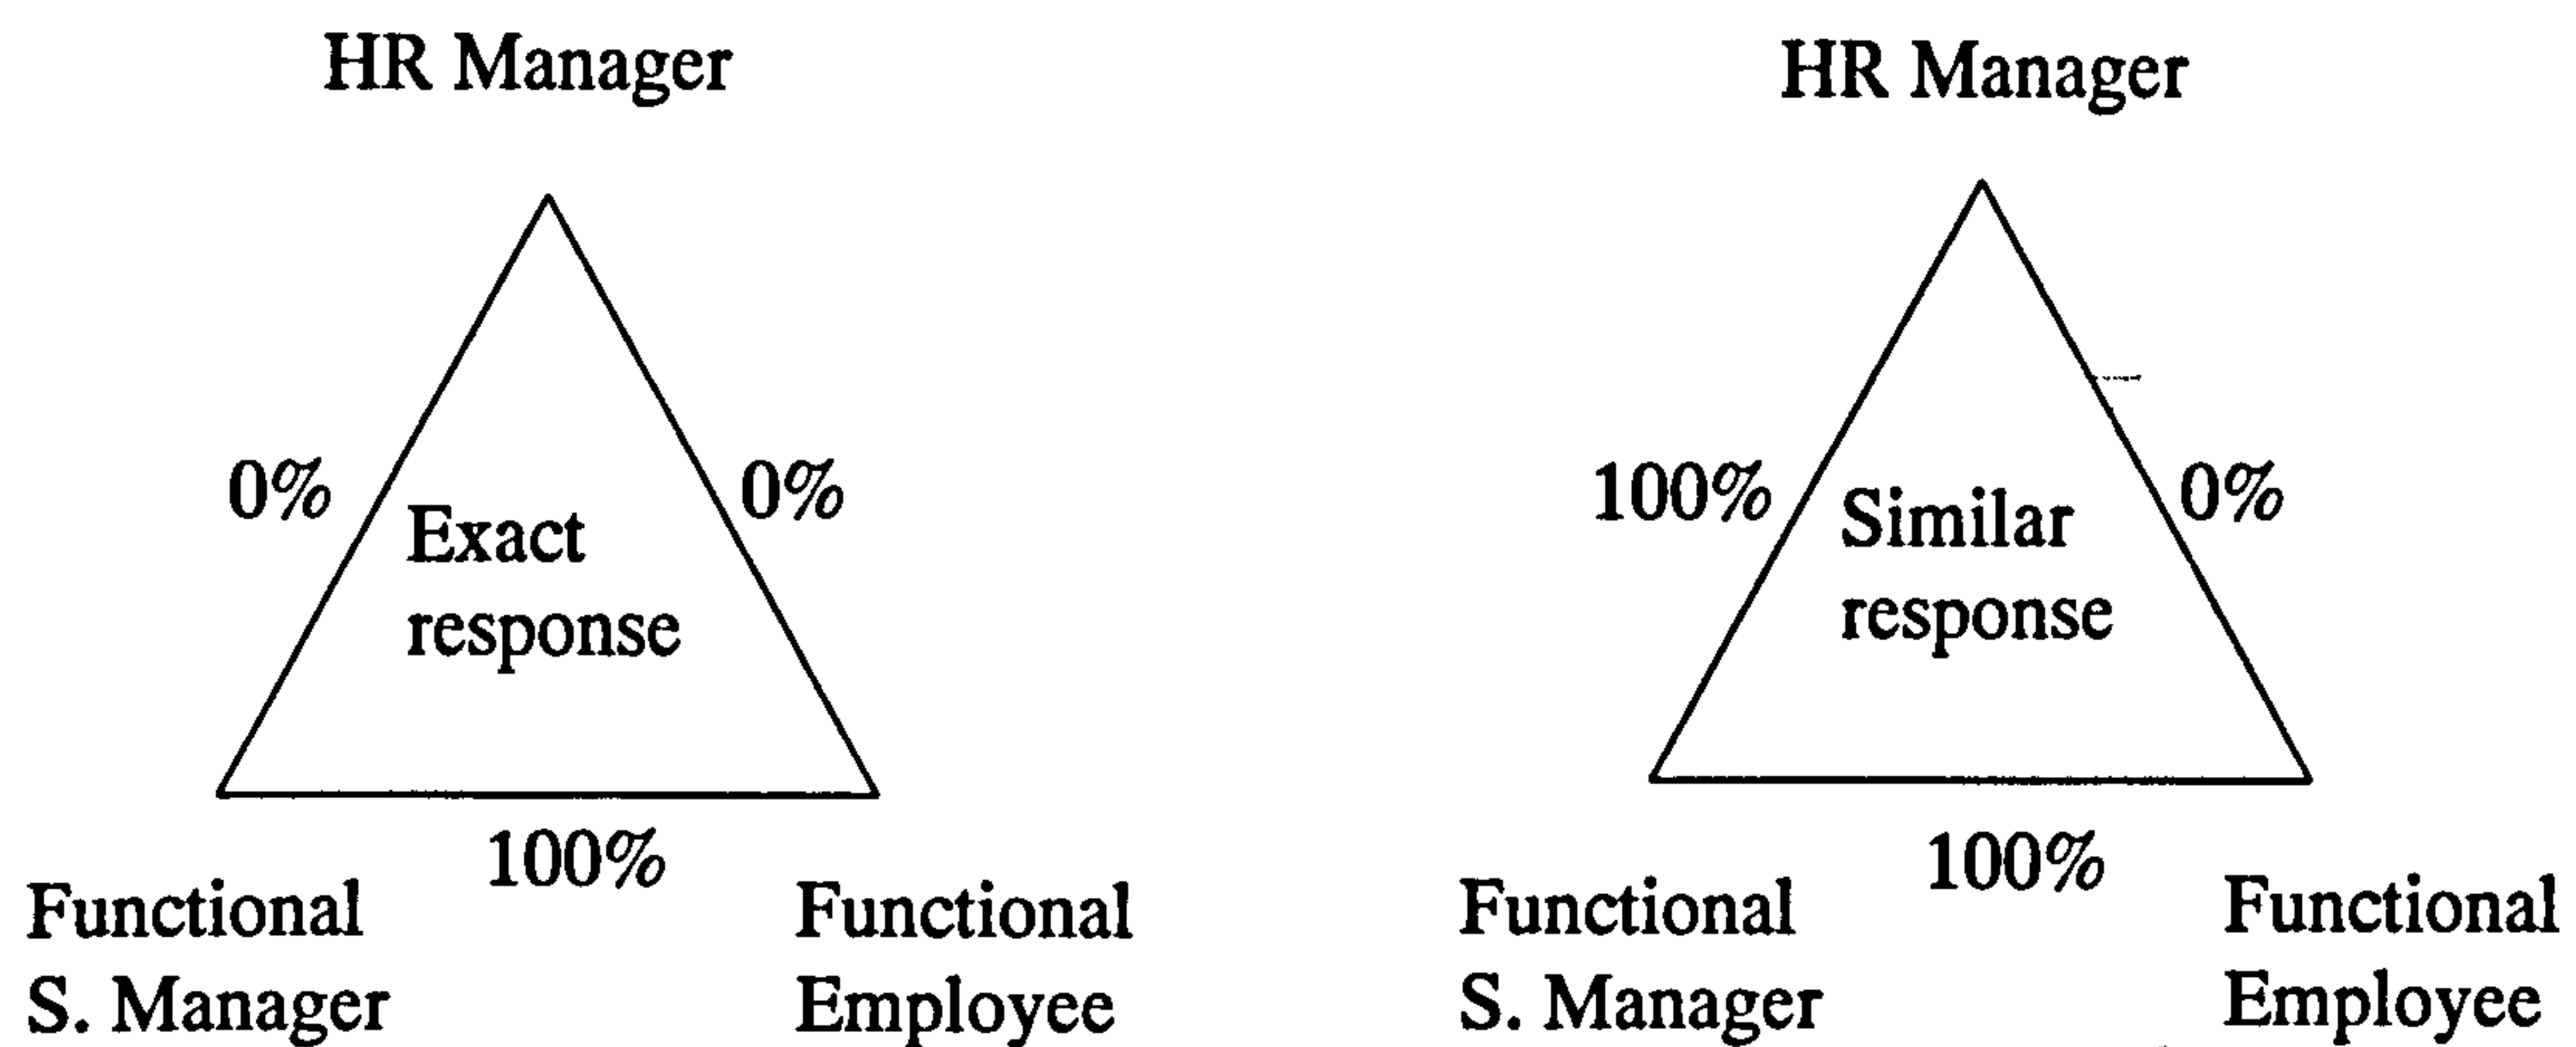 HR Manager
0%
0%
Exact
response
100%
Functional
S. Manager
Functional
Employee
HR Manager
100%
0%
Similar
response
100%
Functional
S. Manager
Functional
Employee